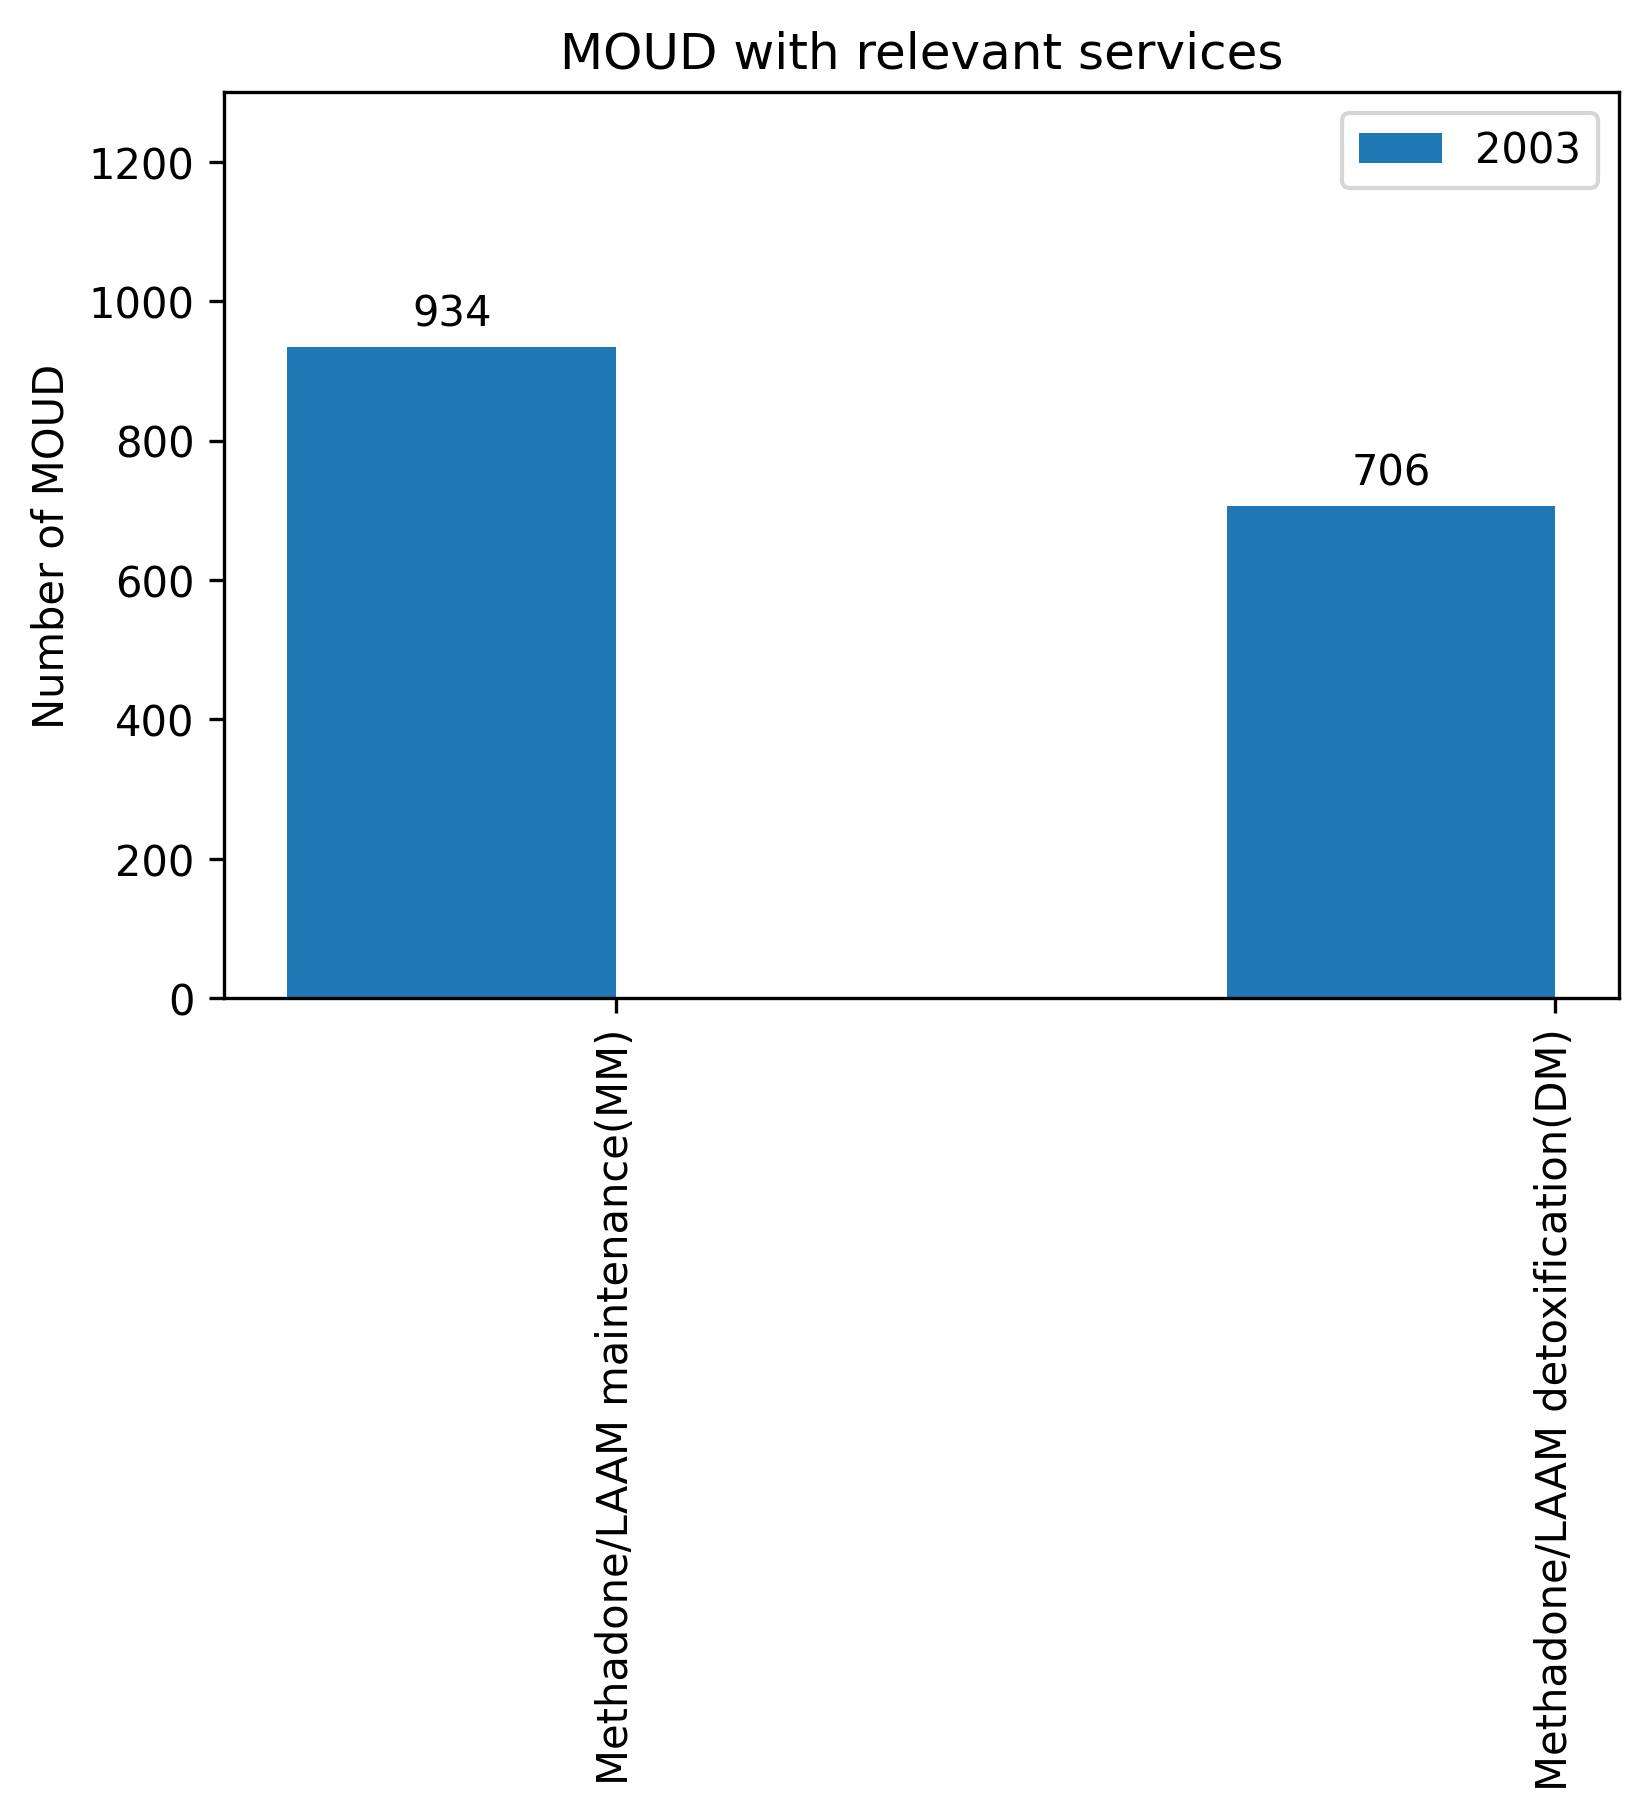 MOUD with relevant services
2003
Number of MOUD
1200
1000
800
600
400
200
0
934
706
Methadone/LAAM maintenance(MM)
Methadone/LAAM detoxification(DM)